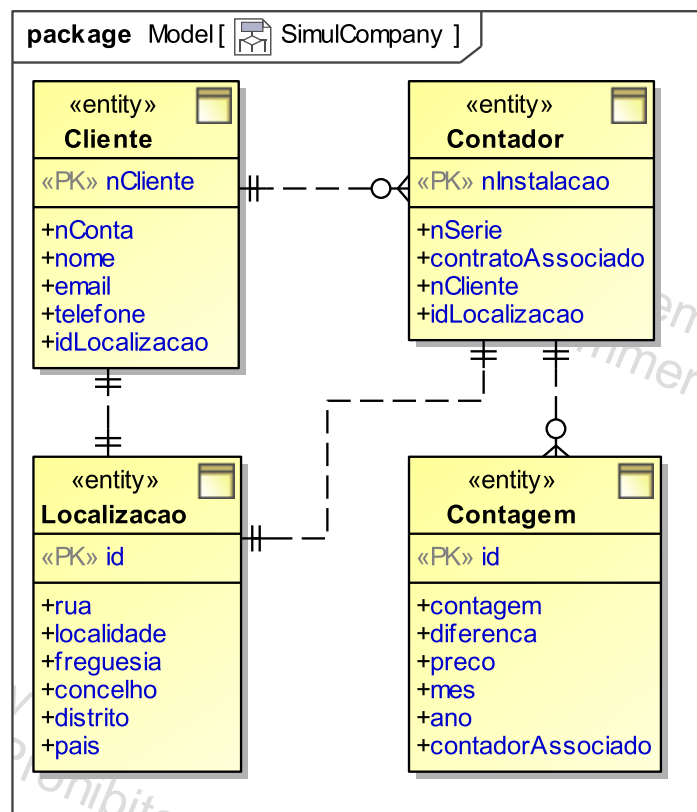 package Model [ SimulCompany ]
«entity»
Cliente
«PK» nCliente
+nConta
+nome
+email
+telefone
+idLocalizacao
«entity»
Contador
«PK» nInstalacao
+nSerie
+contratoAssociado
+nCliente
+idLocalizacao
«entity»
Localizacao
«PK» id
+rua
+localidade
+freguesia
+concelho
+distrito
+pais
«entity»
Contagem
«PK» id
+contagem
+diferenca
+preco
+mes
+ano
+contadorAssociado